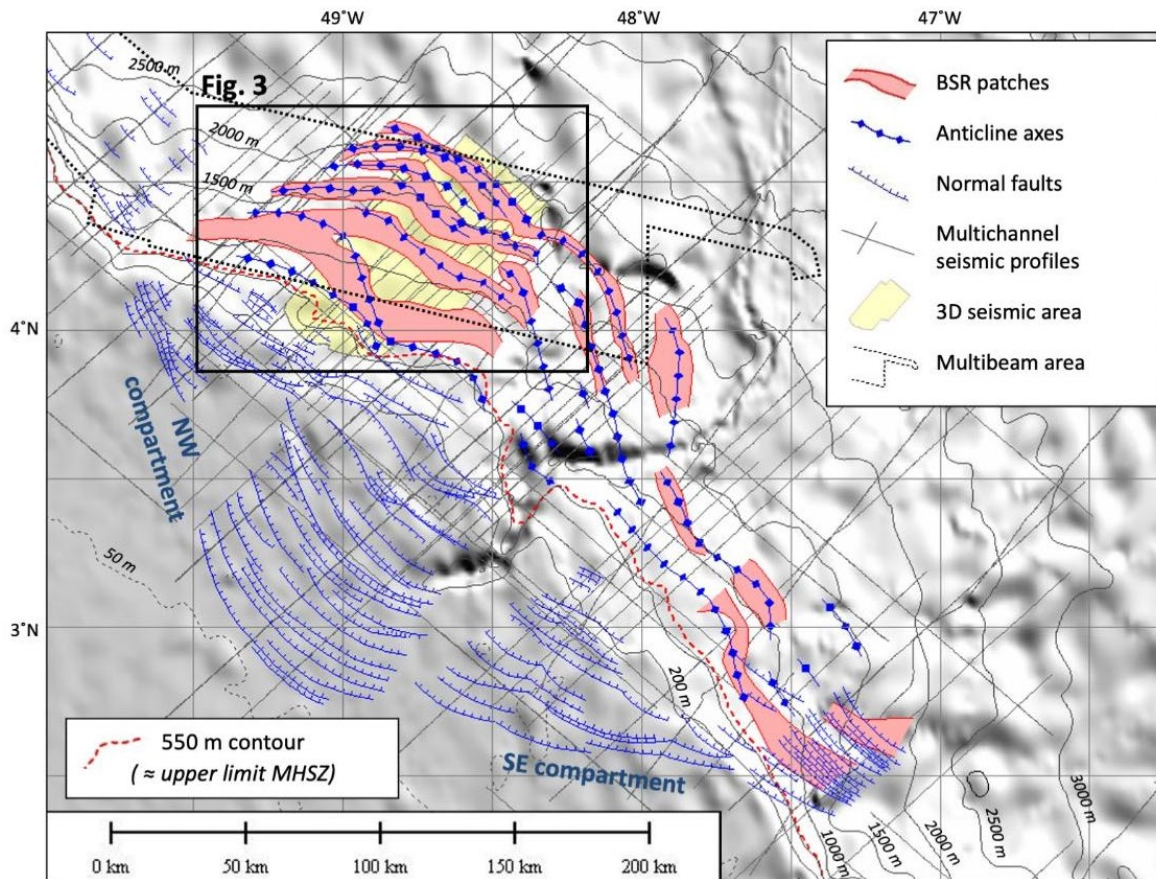 49°W
48°W
47°W
2500 m
Fig. 3
2000 m
1500 m
BSR patches
Anticline axes
Normal faults
Multichannel
seismic profiles
3D seismic area
Multibeam area
4°N
NW
compartment
50 m
3°N
200 m
550 m contour
( ≈ upper limit MHSZ)
SE compartment
1000 m
1500 m
2000 m
2500 m
3000 m
0 km
50 km
100 km
150 km
200 km